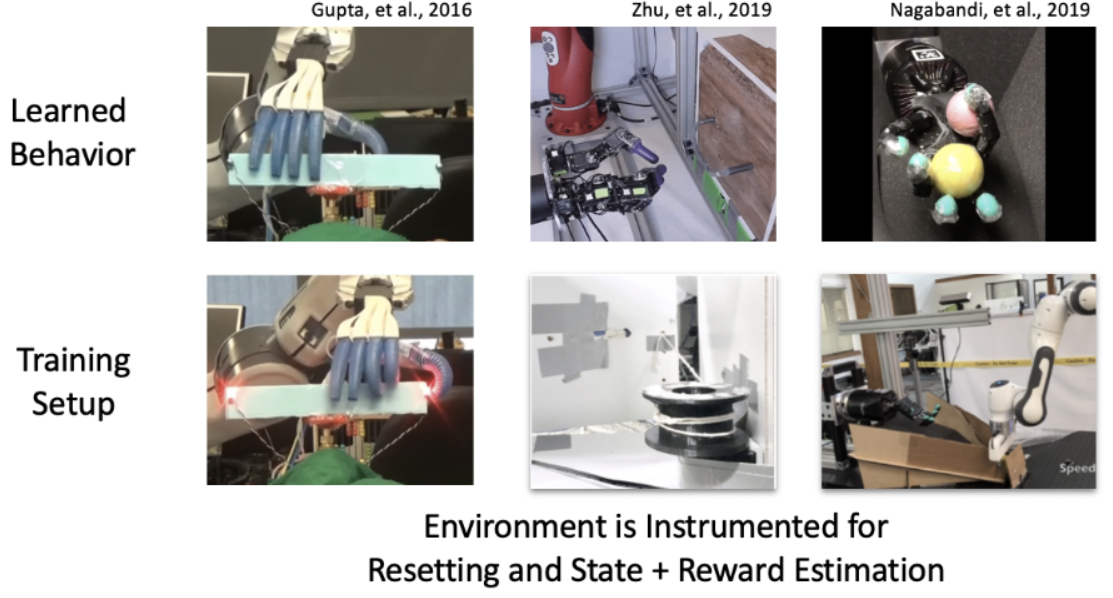 Gupta, et al., 2016
Zhu, et al., 2019
Nagabandi, et al., 2019
Learned
Behavior
Training
Setup
Speed
Environment is Instrumented for
Resetting and State + Reward Estimation